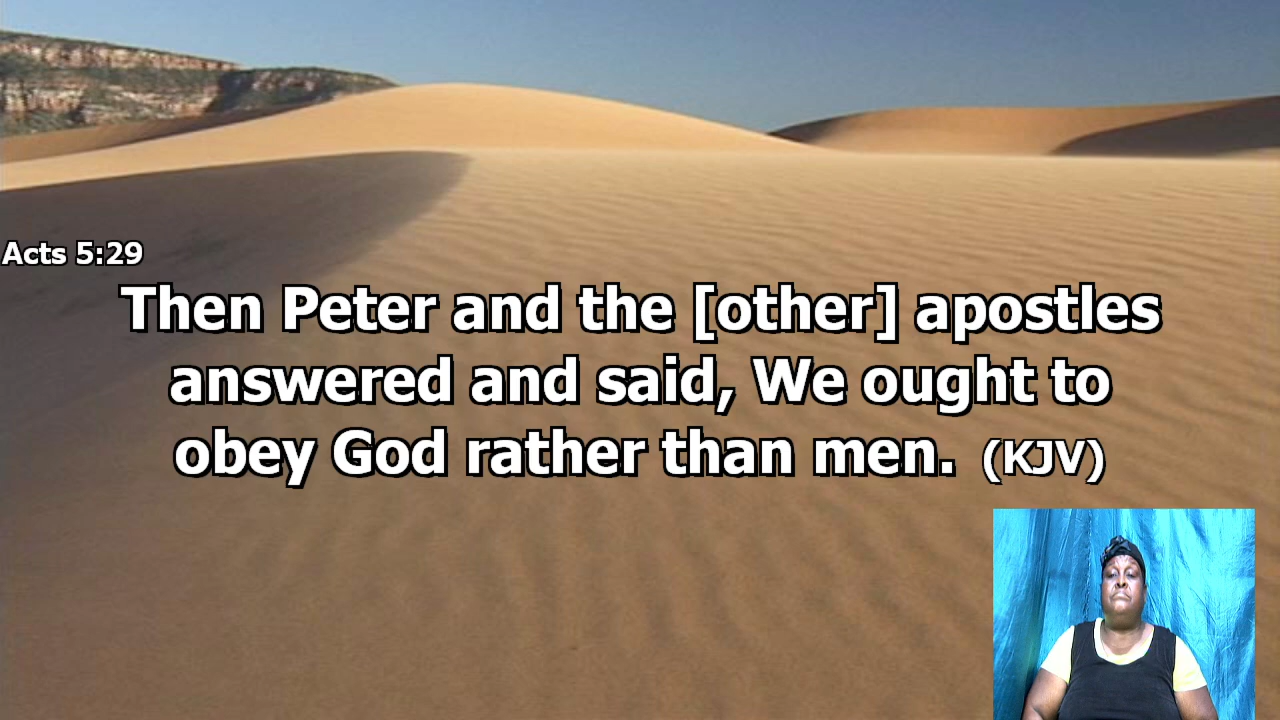 Acts 5:29
Then Peter and the [other] apostles
answered and said, We ought to
obey God rather than men. (KJV)